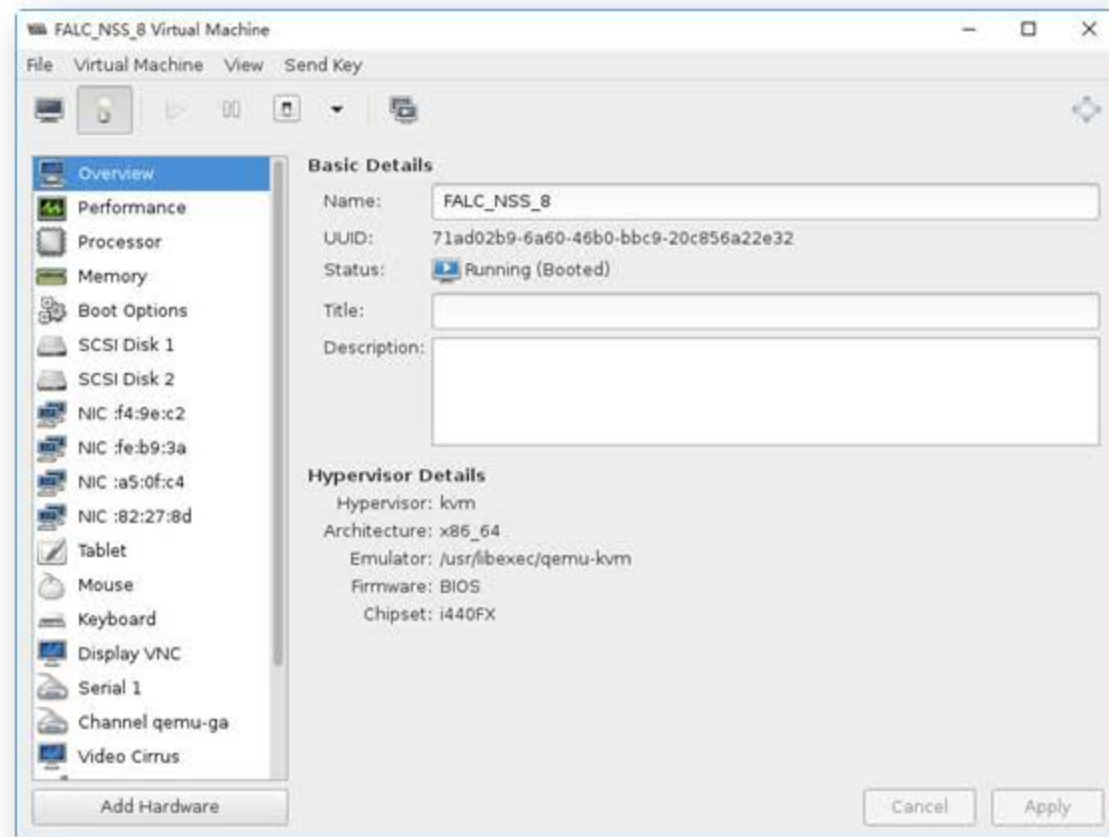 FALC_NSS_8 Virtual Machine
File Virtual Machine View Send Key
Overview
Performance
Processor
Memory
Boot Options
SCSI Disk 1
SCSI Disk 2
NIC :f4:9e:c2
NIC :fe:b9:3a
NIC :a5:0f:c4
NIC :82:27:8d
Tablet
Mouse
Keyboard
Display VNC
Serial 1
Channel qemu-ga
Video Cirrus
Add Hardware
Basic Details
Name: FALC_NSS_8
UUID: 71ad02b9-6a60-46b0-bbc9-20c856a22e32
Status: Running (Booted)
Title:
Description:
Hypervisor Details
Hypervisor: kvm
Architecture: x86_64
Emulator: /usr/libexec/qemu-kvm
Firmware: BIOS
Chipset: i440FX
Cancel Apply